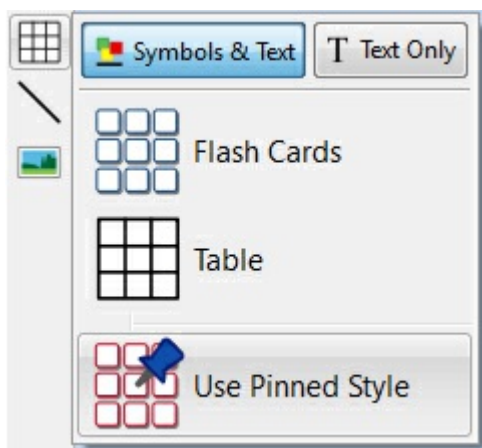 Symbols & Text
T Text Only
Flash Cards
Table
Use Pinned Style